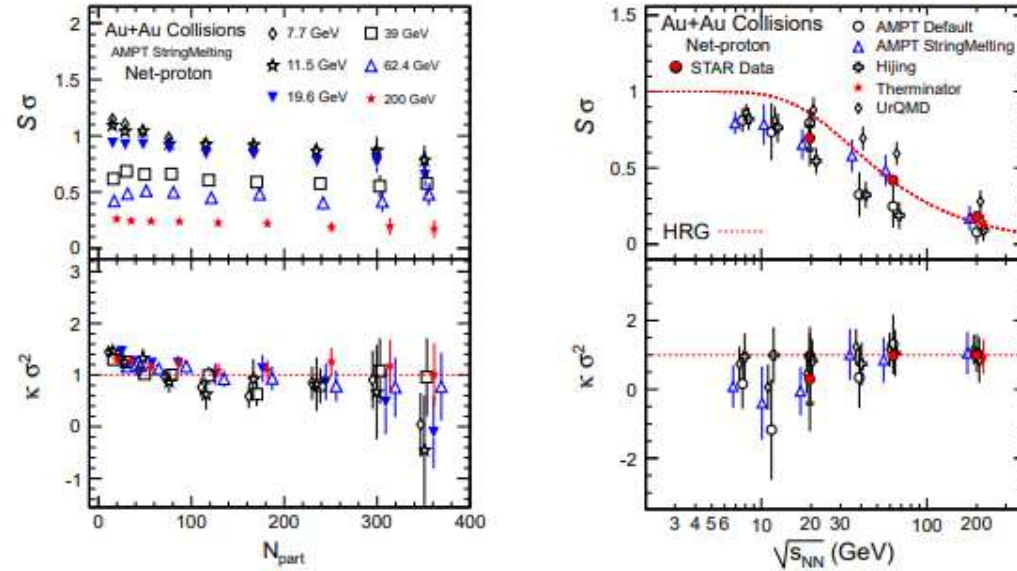 Au+Au Collisions
AMPT StringMelting
Net-proton
7.7 GeV
39 GeV
11.5 GeV
62.4 GeV
19.6 GeV
200 GeV
S σ
2
1.5
1
0.5
0
κ σ²
3
2
1
0
-1
0 100 200 300 400
N_part
Au+Au Collisions
Net-proton
STAR Data
AMPT Default
AMPT StringMelting
Hijing
Therminator
UrQMD
HRG
S σ
1.5
1
0.5
0
κ σ²
2
0
-2
3 4 5 6 10 20 30 100 200
√s_NN (GeV)